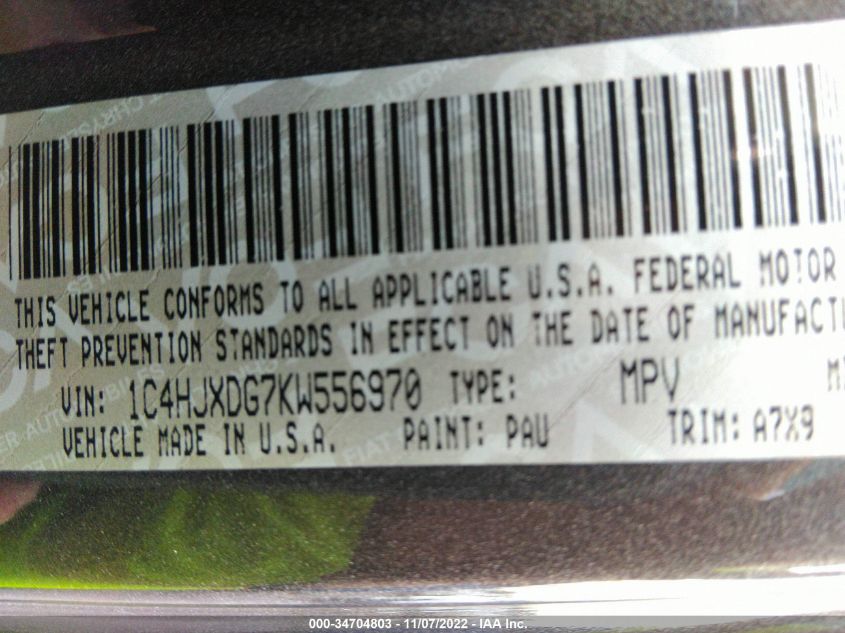 THIS VEHICLE CONFORMS TO ALL APPLICABLE U.S.A. FEDERAL MOTOR
THEFT PREVENTION STANDARDS IN EFFECT ON THE DATE OF
VIN: 1C4HJXDG7KW556970 TYPE: MPV
VEHICLE MADE IN U.S.A. PAINT: PAU TRIM: A7X9
000-34704803 - 11/07/2022 - IAA Inc.